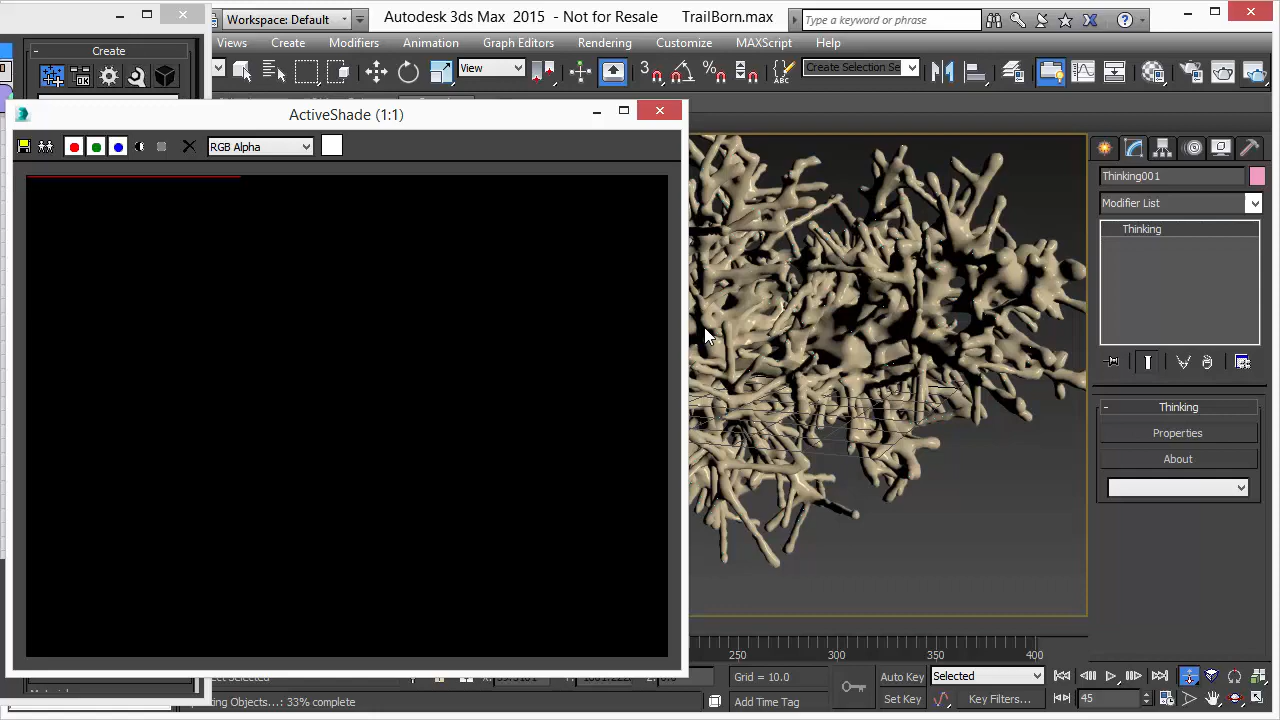 Workspace: Default
Autodesk 3ds Max 2015 - Not for Resale TrailBorn.max
Type a keyword or phrase
Create
Views Create Modifiers Animation Graph Editors Rendering Customize MAXScript Help
View
Create Selection Se
ActiveShade (1:1)
RGB Alpha
Thinking001
Modifier List
Thinking
Thinking
Properties
About
250 300 350 400
Selected
Grid = 10.0
Auto Key
Selected
Objects...: 33% complete
Add Time Tag
Set Key
Key Filters...
45